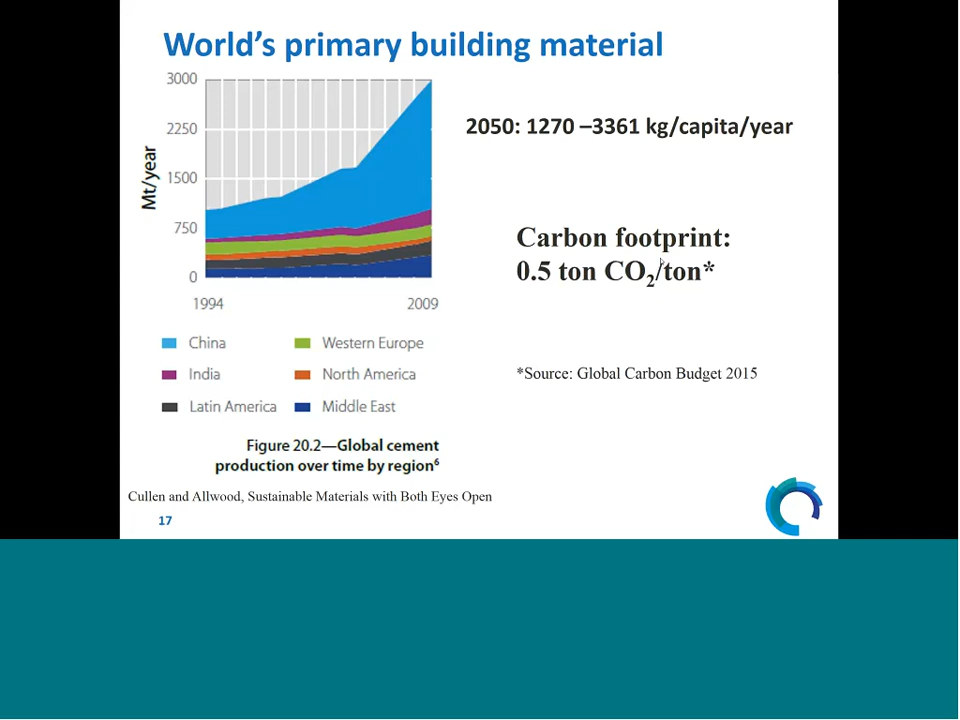 World's primary building material
3000
2250
1500
750
0
Mt/year
1994
2009
China
Western Europe
India
North America
Latin America
Middle East
Figure 20.2—Global cement
production over time by region⁶
2050: 1270 –3361 kg/capita/year
Carbon footprint:
0.5 ton CO₂/ton*
*Source: Global Carbon Budget 2015
Cullen and Allwood, Sustainable Materials with Both Eyes Open
17